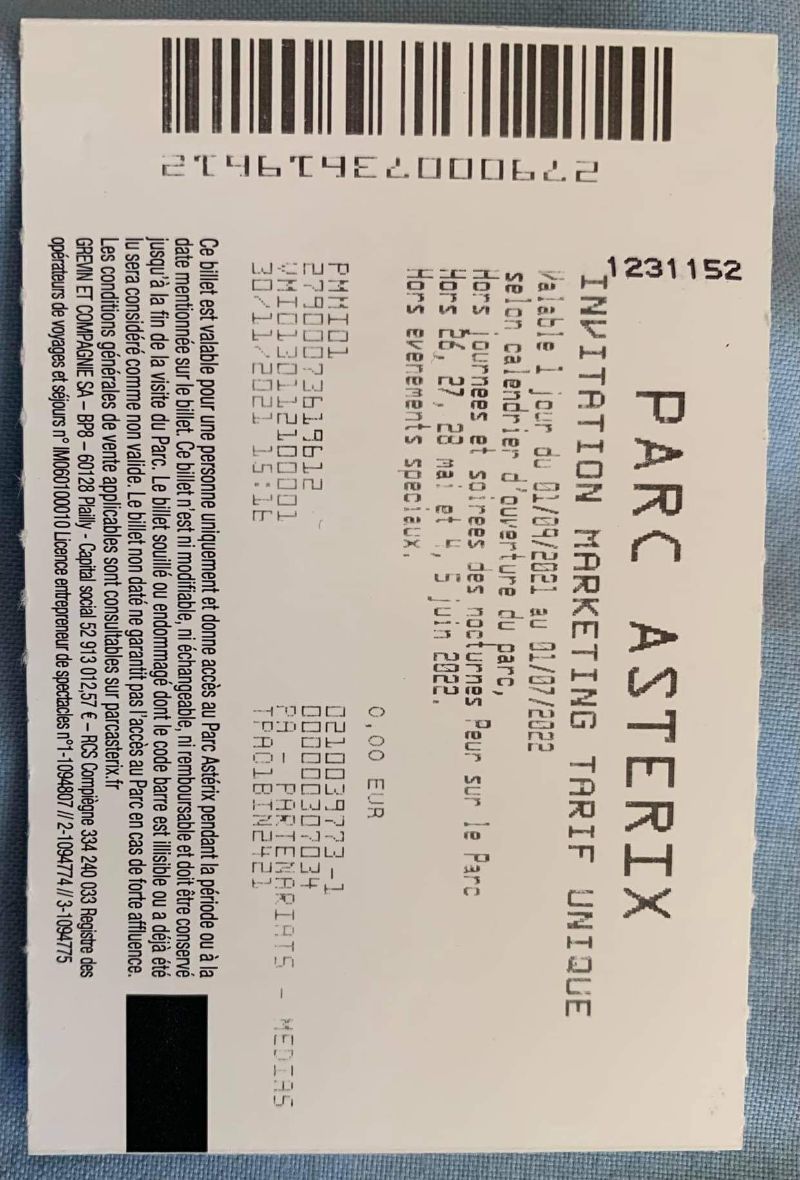 27900073619612
1231152
PARC ASTERIX
INVITATION MARKETING TARIF UNIQUE
Valable 1 jour du 01/09/2021 au 01/07/2022
selon calendrier d'ouverture du parc,
Hors journees et soirees des nocturnes Peur sur le Parc
Hors 26, 27, 28 mai et 4, 5 juin 2022.
Hors evenements speciaux.
0,00 EUR
PMMI01
0210039773-1
27900073619612
00000307034
VMI0130112100001
PA - PARTENARIATS - MEDIAS
30/11/2021 15:16
TPA01BIN2421
Ce billet est valable pour une personne uniquement et donne accès au Parc Astérix pendant la période ou à la
date mentionnée sur le billet. Ce billet n'est ni modifiable, ni échangeable, ni remboursable et doit être conservé
jusqu'à la fin de la visite du Parc. Le billet souillé ou endommagé dont le code barre est illisible ou a déjà été
lu sera considéré comme non valide. Le billet non daté ne garantit pas l'accès au Parc en cas de forte affluence.
Les conditions générales de vente applicables sont consultables sur parcasterix.fr
GREVIN ET COMPAGNIE SA – BP8 – 60128 Plailly - Capital social 52 913 012,57 € – RCS Compiègne 334 240 033 Registre des
opérateurs de voyages et séjours n° IM060100010 Licence entrepreneur de spectacles n°1-1094807 // 2-1094774 // 3-1094775